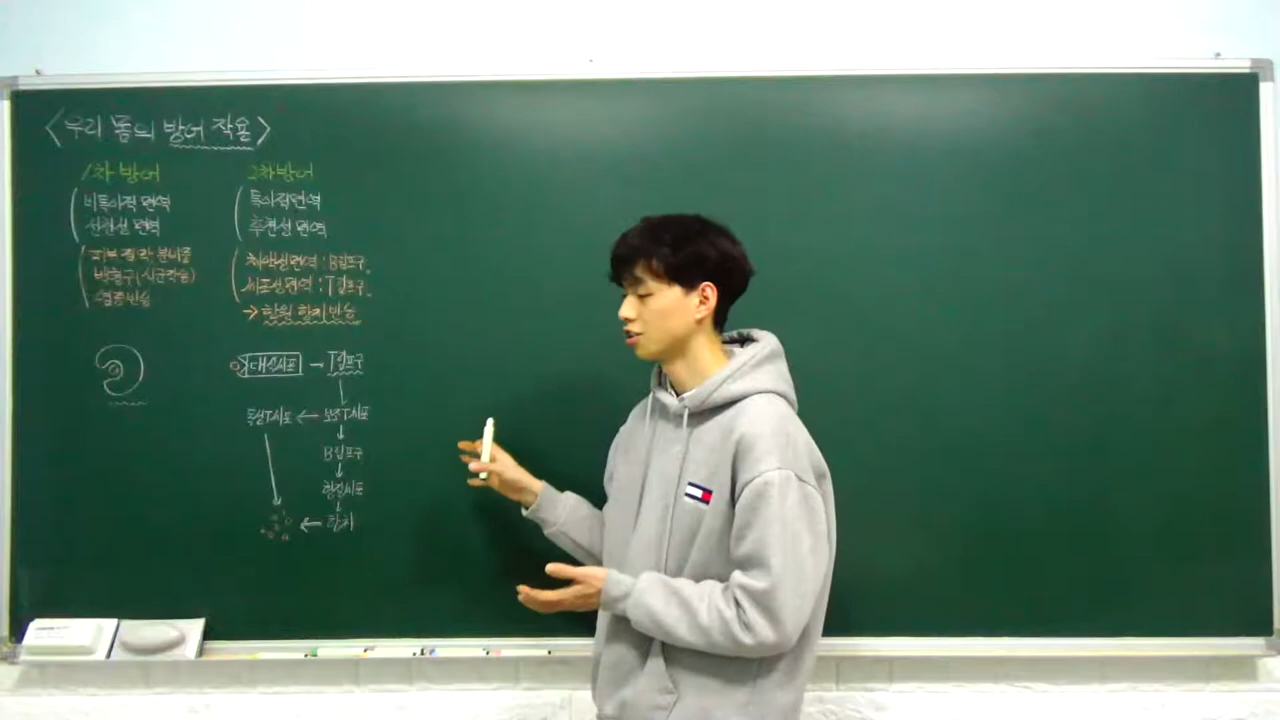 <우리 몸의 방어 작용>
1차 방어
비특이적 면역
선천성 면역
피부 점막 분비물
백혈구(식균작용)
염증반응
2차방어
특이적면역
후천성 면역
체액성면역 : B림프구
세포성면역 : T림프구
→ 항원 항체 반응
대식세포 → T림프구
독성T세포 ← 보조T세포
B림프구
형질세포
항체